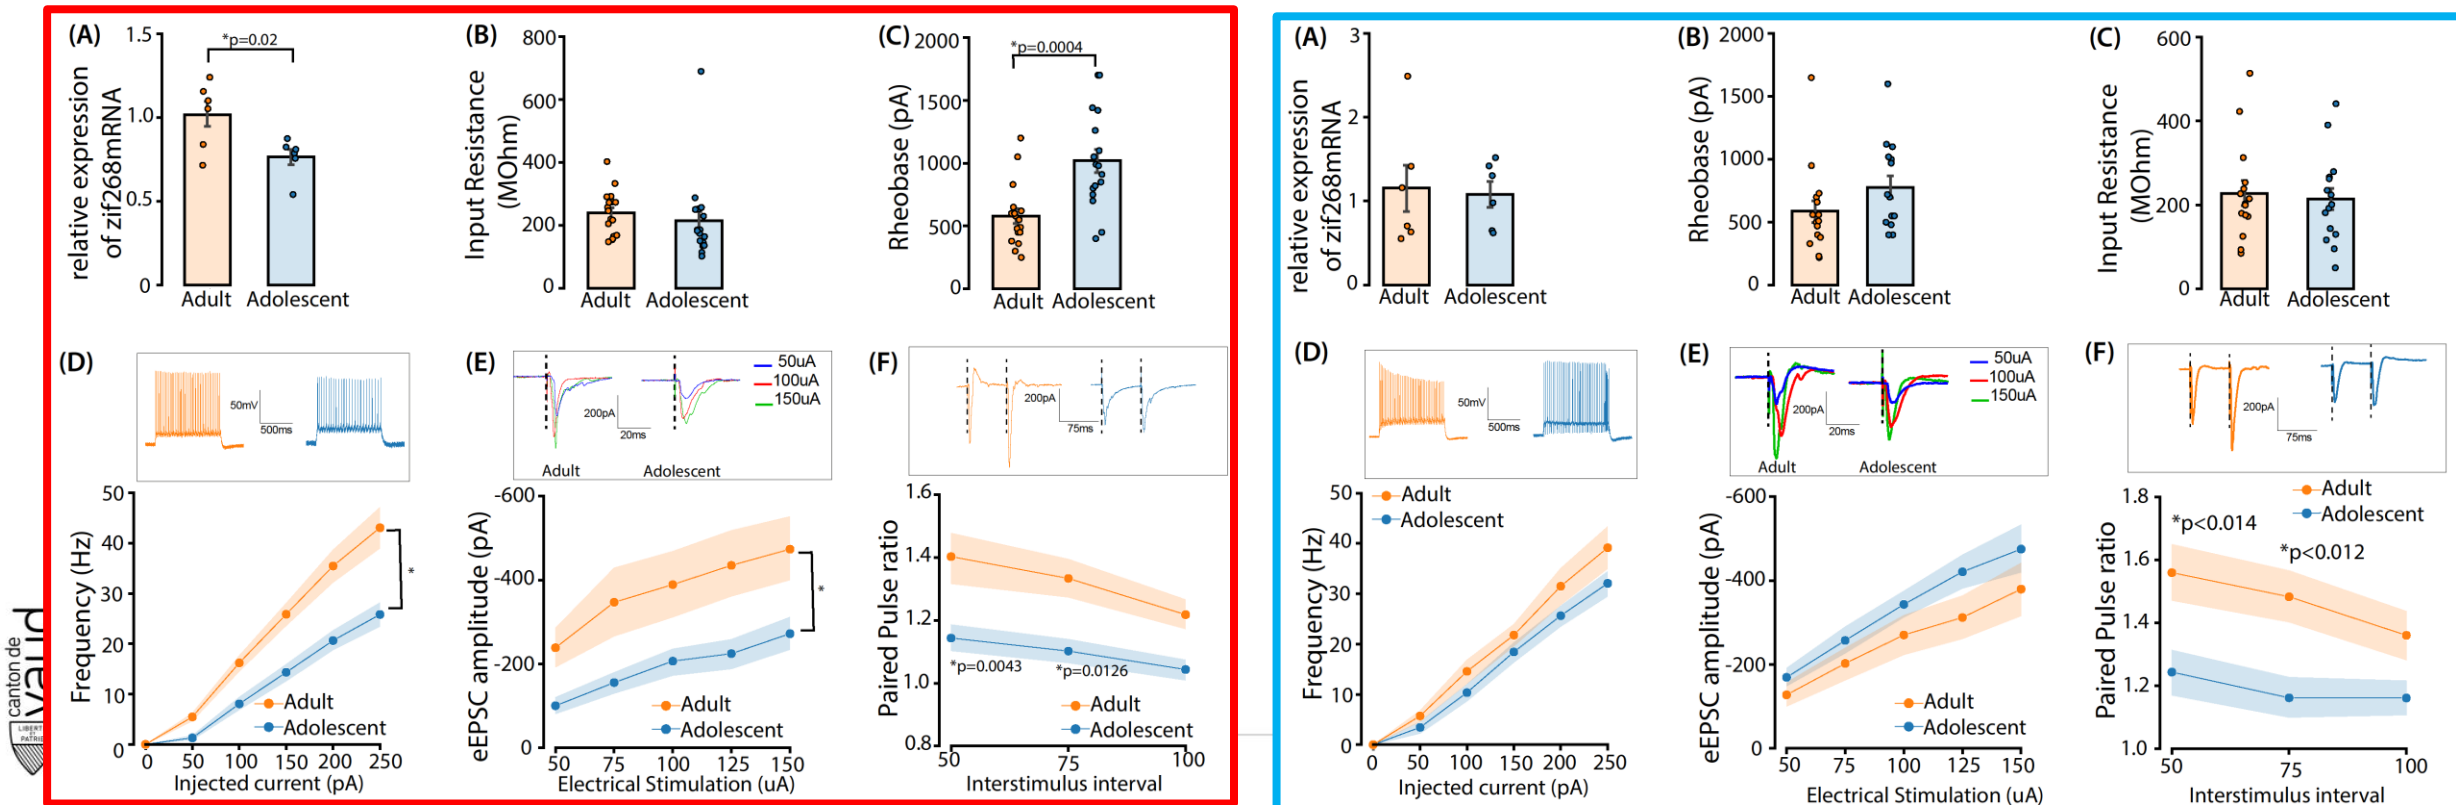 (A)
relative expression
of zif268mRNA
1.5
1.0
0.5
0
*p=0.02
Adult
Adolescent
(B)
Input Resistance
(MOhm)
800
600
400
200
0
Adult
Adolescent
(C)
Rheobase (pA)
2000
1500
1000
500
0
*p=0.0004
Adult
Adolescent
(D)
50mV
500ms
Frequency (Hz)
50
40
30
20
10
0
*
Adult
Adolescent
0 50 100 150 200 250
Injected current (pA)
(E)
50uA
100uA
150uA
200pA
20ms
Adult
Adolescent
eEPSC amplitude (pA)
-600
-400
-200
0
*
Adult
Adolescent
50 75 100 125 150
Electrical Stimulation (uA)
(F)
200pA
75ms
Paired Pulse ratio
1.6
1.4
1.2
1.0
0.8
*p=0.0043
*p=0.0126
Adult
Adolescent
50 75 100
Interstimulus interval
(A)
relative expression
of zif268mRNA
3
2
1
0
Adult
Adolescent
(B)
Rheobase (pA)
2000
1500
1000
500
0
Adult
Adolescent
(C)
Input Resistance
(MOhm)
600
400
200
0
Adult
Adolescent
(D)
50mV
500ms
Frequency (Hz)
50
40
30
20
10
0
Adult
Adolescent
0 50 100 150 200 250
Injected current (pA)
(E)
50uA
100uA
150uA
200pA
20ms
Adult
Adolescent
eEPSC amplitude (pA)
-600
-400
-200
0
Adult
Adolescent
50 75 100 125 150
Electrical Stimulation (uA)
(F)
200pA
75ms
Paired Pulse ratio
1.8
1.6
1.4
1.2
1.0
Adult
Adolescent
*p<0.014
*p<0.012
50 75 100
Interstimulus interval
canton de